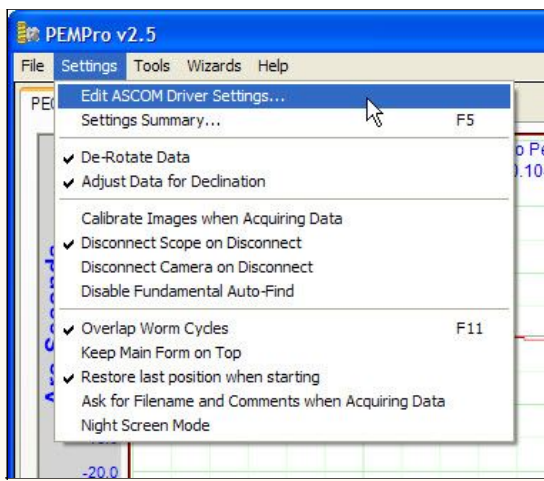 PEMPro v2.5
File Settings Tools Wizards Help
Edit ASCOM Driver Settings...
Settings Summary... F5
De-Rotate Data
Adjust Data for Declination
Calibrate Images when Acquiring Data
Disconnect Scope on Disconnect
Disconnect Camera on Disconnect
Disable Fundamental Auto-Find
Overlap Worm Cycles F11
Keep Main Form on Top
Restore last position when starting
Ask for Filename and Comments when Acquiring Data
Night Screen Mode
-20.0